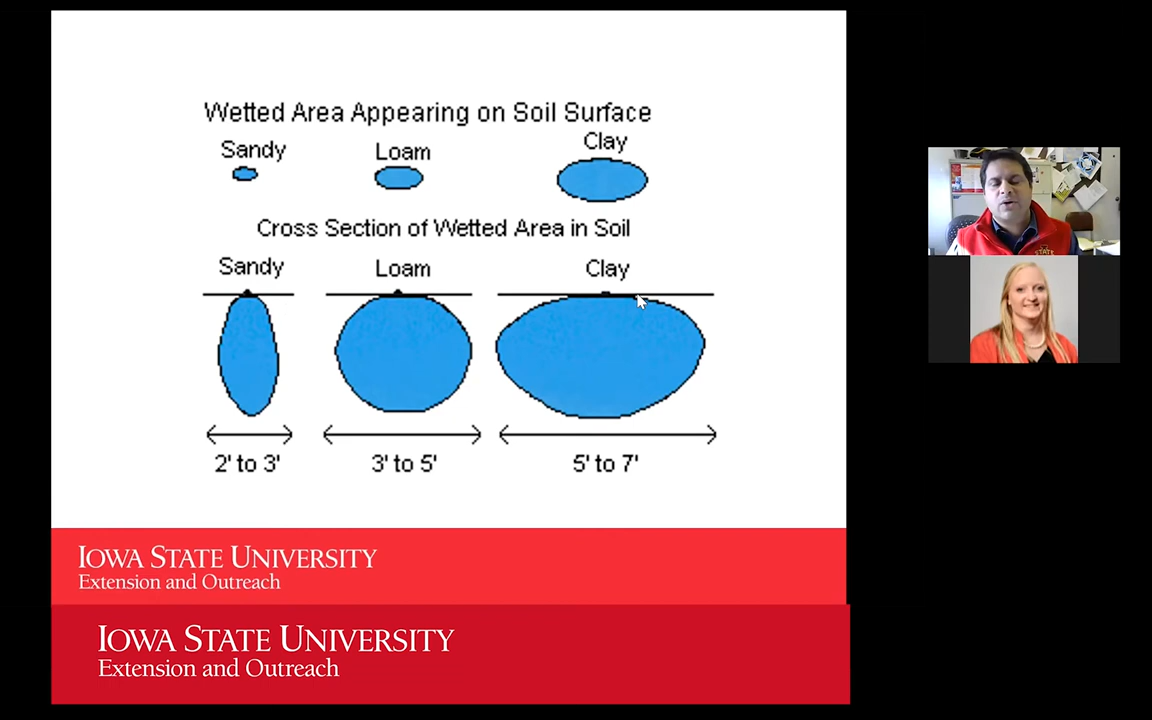 Wetted Area Appearing on Soil Surface
Sandy Loam Clay
Cross Section of Wetted Area in Soil
Sandy Loam Clay
2' to 3' 3' to 5' 5' to 7'
IOWA STATE UNIVERSITY
Extension and Outreach
IOWA STATE UNIVERSITY
Extension and Outreach
STATE